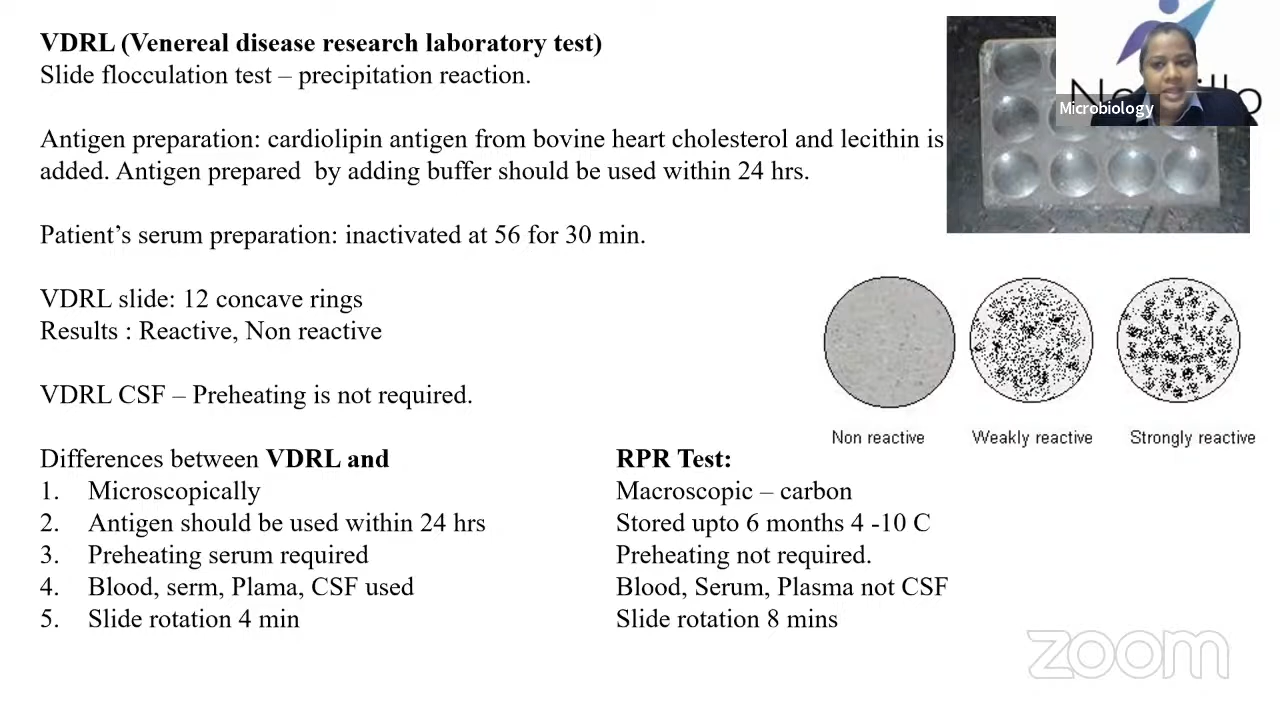 VDRL (Venereal disease research laboratory test)
Slide flocculation test – precipitation reaction.
Antigen preparation: cardiolipin antigen from bovine heart cholesterol and lecithin is
added. Antigen prepared by adding buffer should be used within 24 hrs.
Patient's serum preparation: inactivated at 56 for 30 min.
VDRL slide: 12 concave rings
Results : Reactive, Non reactive
VDRL CSF – Preheating is not required.
Microbiology
Non reactive
Weakly reactive
Strongly reactive
Differences between VDRL and RPR Test:
1. Microscopically Macroscopic – carbon
2. Antigen should be used within 24 hrs Stored upto 6 months 4 -10 C
3. Preheating serum required Preheating not required.
4. Blood, serm, Plama, CSF used Blood, Serum, Plasma not CSF
5. Slide rotation 4 min Slide rotation 8 mins
zoom